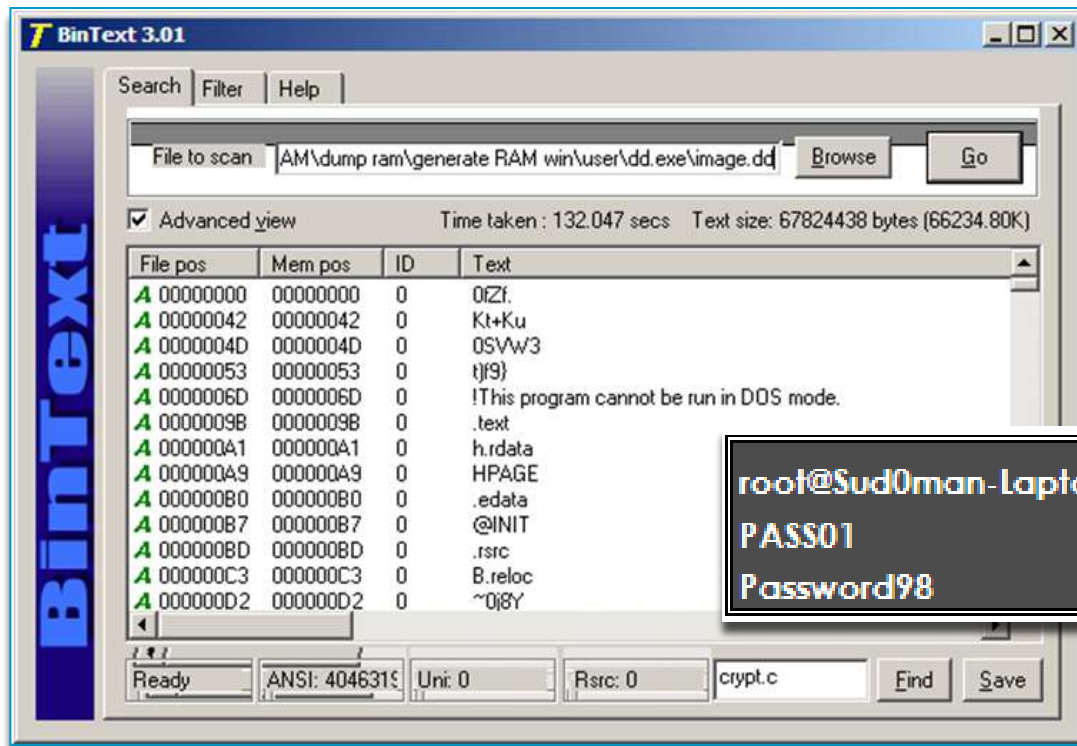 BinText 3.01
Search Filter Help
File to scan AM\dump ram\generate RAM win\user\dd.exe\image.dd Browse Go
Advanced view Time taken : 132.047 secs Text size: 67824438 bytes (66234.80K)
File pos Mem pos ID Text
A 00000000 00000000 0 0fZf.
A 00000042 00000042 0 Kt+Ku
A 0000004D 0000004D 0 0SVW3
A 00000053 00000053 0 t)f9}
A 0000006D 0000006D 0 !This program cannot be run in DOS mode.
A 0000009B 0000009B 0 .text
A 000000A1 000000A1 0 h.rdata
A 000000A9 000000A9 0 HPAGE
A 000000B0 000000B0 0 .edata
A 000000B7 000000B7 0 @INIT
A 000000BD 000000BD 0 .rsrc
A 000000C3 000000C3 0 B.reloc
A 000000D2 000000D2 0 ~0j8Y
root@Sud0man-Lapto
PASS01
Password98
Ready ANSI: 4046319 Uni: 0 Rsrc: 0 crypt.c Find Save
BinText